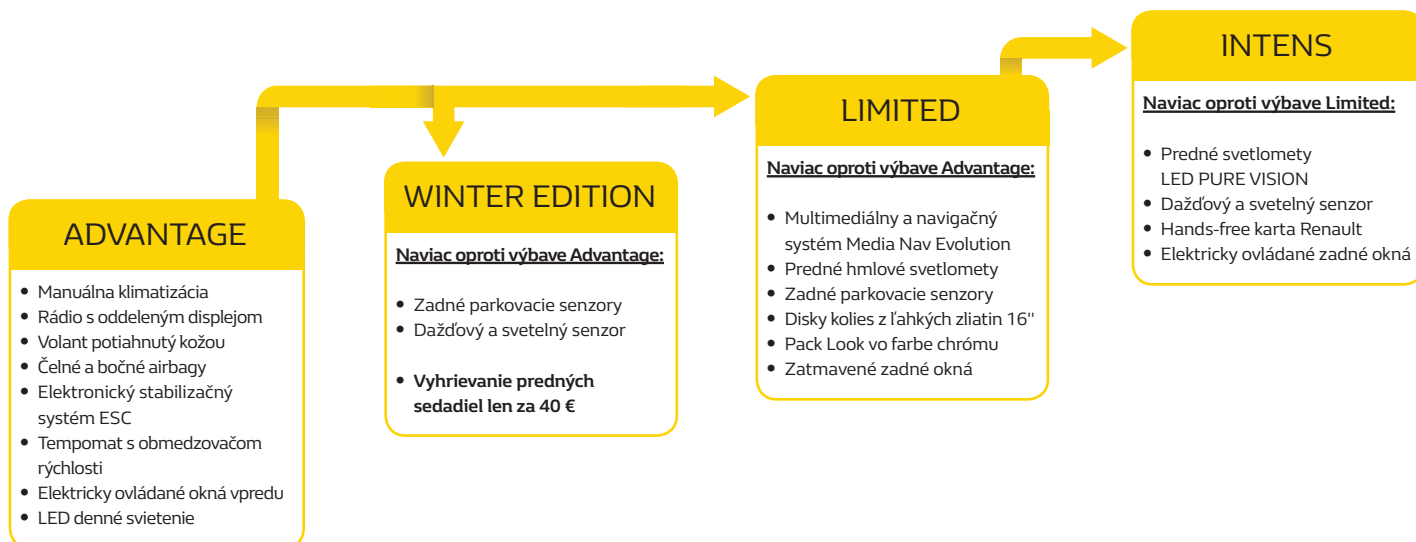 ADVANTAGE
• Manuálna klimatizácia
• Rádio s oddeleným displejom
• Volant potiahnutý kožou
• Čelné a bočné airbagy
• Elektronický stabilizačný
systém ESC
• Tempomat s obmedzovačom
rýchlosti
• Elektricky ovládané okná vpredu
• LED denné svietenie
WINTER EDITION
Naviac oproti výbave Advantage:
• Zadné parkovacie senzory
• Dažďový a svetelný senzor
• Vyhrievanie predných
sedadiel len za 40 €
LIMITED
Naviac oproti výbave Advantage:
• Multimediálny a navigačný
systém Media Nav Evolution
• Predné hmlové svetlomety
• Zadné parkovacie senzory
• Disky kolies z ľahkých zliatin 16"
• Pack Look vo farbe chrómu
• Zatmavené zadné okná
INTENS
Naviac oproti výbave Limited:
• Predné svetlomety
LED PURE VISION
• Dažďový a svetelný senzor
• Hands-free karta Renault
• Elektricky ovládané zadné okná